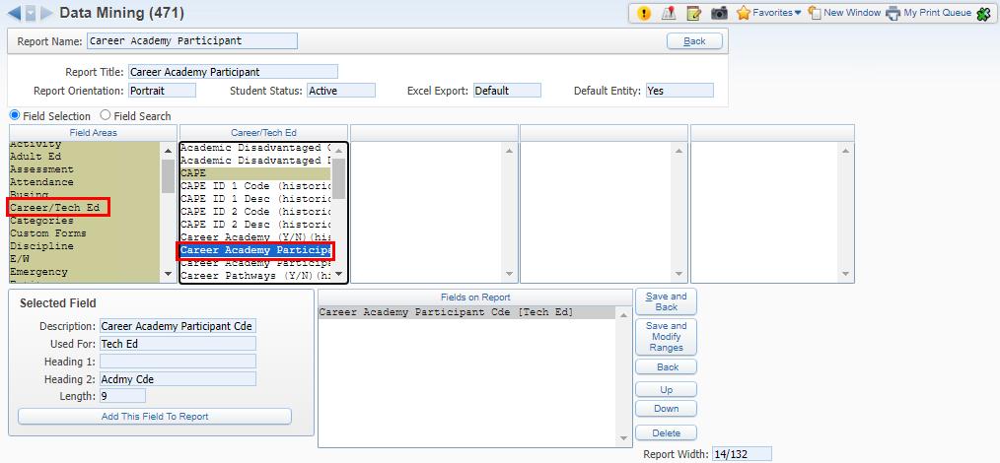 Data Mining (471)
Favorites New Window My Print Queue
Report Name: Career Academy Participant
Back
Report Title: Career Academy Participant
Report Orientation: Portrait Student Status: Active Excel Export: Default Default Entity: Yes
Field Selection Field Search
Field Areas
Activity
Adult Ed
Assessment
Attendance
Busing
Career/Tech Ed
Categories
Custom Forms
Discipline
E/W
Emergency
Career/Tech Ed
Academic Disadvantaged
Academic Disadvantaged
CAPE
CAPE ID 1 Code (historic
CAPE ID 1 Desc (historic
CAPE ID 2 Code (historic
CAPE ID 2 Desc (historic
Career Academy (Y/N)(his
Career Academy Participa
Career Academy Participa
Career Pathways (Y/N)(hi
Selected Field
Description: Career Academy Participant Cde
Used For: Tech Ed
Heading 1:
Heading 2: Acdmy Cde
Length: 9
Add This Field To Report
Fields on Report
Career Academy Participant Cde [Tech Ed]
Save and
Back
Save and
Modify
Ranges
Back
Up
Down
Delete
Report Width: 14/132